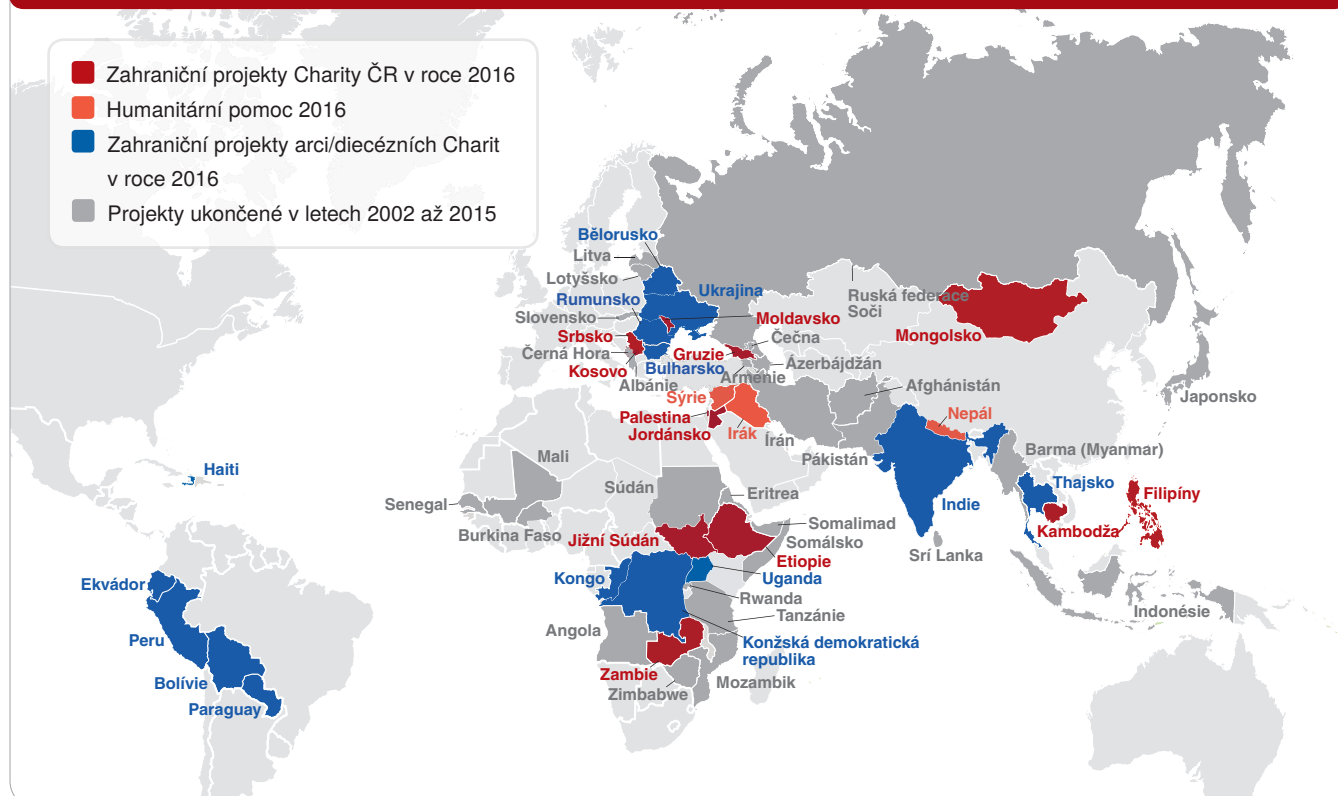 Zahraniční projekty Charity ČR v roce 2016
Humanitární pomoc 2016
Zahraniční projekty arci/diecézních Charit
v roce 2016
Projekty ukončené v letech 2002 až 2015
Bělorusko
Litva
Lotyšsko
Rumunsko
Ukrajina
Slovensko
Moldavsko
Srbsko
Černá Hora
Kosovo
Albánie
Bulharsko
Gruzie
Čečna
Arménie
Ázerbájdžán
Ruská federace
Soči
Mongolsko
Afghánistán
Japonsko
Sýrie
Palestina
Jordánsko
Irák
Írán
Pákistán
Nepál
Barma (Myanmar)
Haiti
Mali
Senegal
Burkina Faso
Súdán
Eritrea
Somalimad
Somálsko
Jižní Súdán
Etiopie
Indie
Srí Lanka
Thajsko
Kambodža
Filipíny
Indonésie
Ekvádor
Peru
Bolívie
Paraguay
Kongo
Uganda
Rwanda
Tanzánie
Angola
Konžská demokratická
republika
Zambie
Zimbabwe
Mozambik